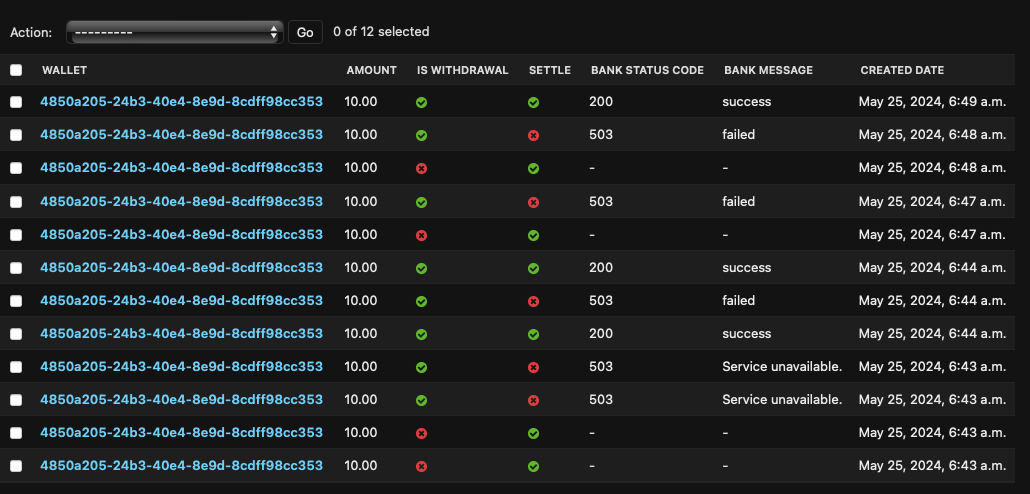 Action: --------- Go 0 of 12 selected
WALLET AMOUNT IS WITHDRAWAL SETTLE BANK STATUS CODE BANK MESSAGE CREATED DATE
4850a205-24b3-40e4-8e9d-8cdff98cc353 10.00 200 success May 25, 2024, 6:49 a.m.
4850a205-24b3-40e4-8e9d-8cdff98cc353 10.00 503 failed May 25, 2024, 6:48 a.m.
4850a205-24b3-40e4-8e9d-8cdff98cc353 10.00 - - May 25, 2024, 6:48 a.m.
4850a205-24b3-40e4-8e9d-8cdff98cc353 10.00 503 failed May 25, 2024, 6:47 a.m.
4850a205-24b3-40e4-8e9d-8cdff98cc353 10.00 - - May 25, 2024, 6:47 a.m.
4850a205-24b3-40e4-8e9d-8cdff98cc353 10.00 200 success May 25, 2024, 6:44 a.m.
4850a205-24b3-40e4-8e9d-8cdff98cc353 10.00 503 failed May 25, 2024, 6:44 a.m.
4850a205-24b3-40e4-8e9d-8cdff98cc353 10.00 200 success May 25, 2024, 6:44 a.m.
4850a205-24b3-40e4-8e9d-8cdff98cc353 10.00 503 Service unavailable. May 25, 2024, 6:43 a.m.
4850a205-24b3-40e4-8e9d-8cdff98cc353 10.00 503 Service unavailable. May 25, 2024, 6:43 a.m.
4850a205-24b3-40e4-8e9d-8cdff98cc353 10.00 - - May 25, 2024, 6:43 a.m.
4850a205-24b3-40e4-8e9d-8cdff98cc353 10.00 - - May 25, 2024, 6:43 a.m.